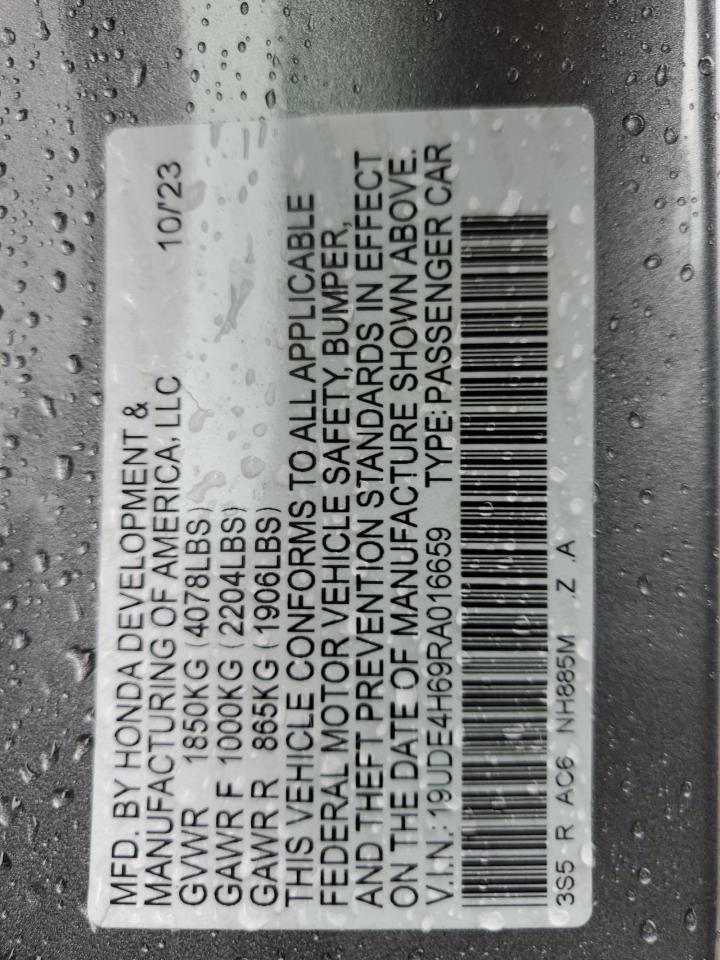 MFD. BY HONDA DEVELOPMENT &
MANUFACTURING OF AMERICA, LLC 10/'23
GVWR 1850KG (4078LBS)
GAWR F 1000KG (2204LBS)
GAWR R 865KG (1906LBS)
THIS VEHICLE CONFORMS TO ALL APPLICABLE
FEDERAL MOTOR VEHICLE SAFETY, BUMPER,
AND THEFT PREVENTION STANDARDS IN EFFECT
ON THE DATE OF MANUFACTURE SHOWN ABOVE.
V.I.N.: 19UDE4H69RA016659 TYPE: PASSENGER CAR
3S5 · R AC6 NH885M .Z .A